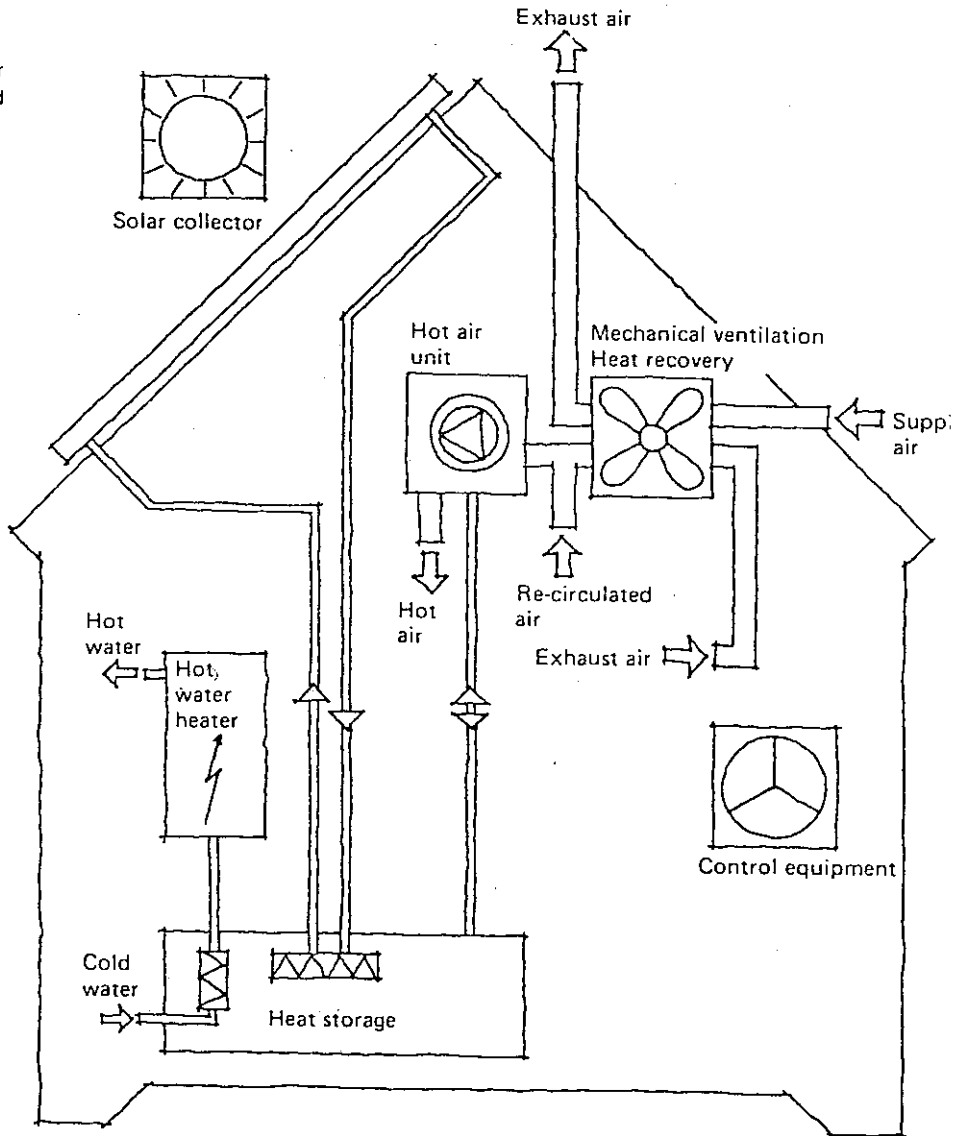 Exhaust air
r
d
Solar collector
Hot air
unit
Mechanical ventilation
Heat recovery
Supp
air
Hot
air
Re-circulated
air
Exhaust air
Hot
water
Hot
water
heater
Control equipment
Cold
water
Heat storage